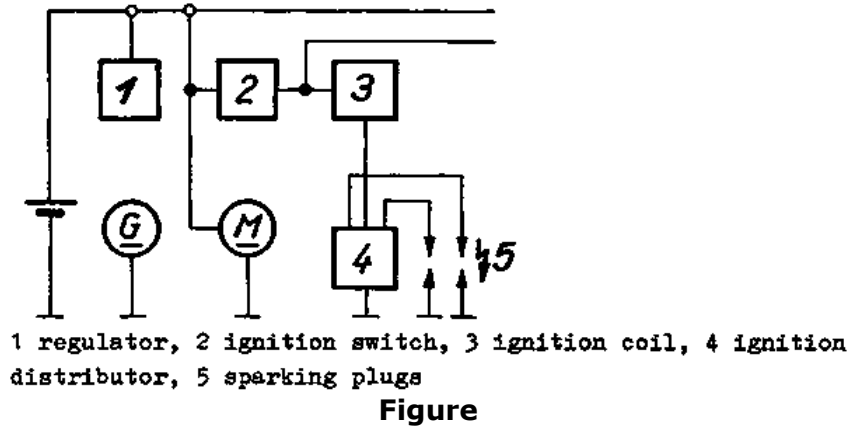 1
2
3
G
M
4
5
1 regulator, 2 ignition switch, 3 ignition coil, 4 ignition
distributor, 5 sparking plugs
Figure